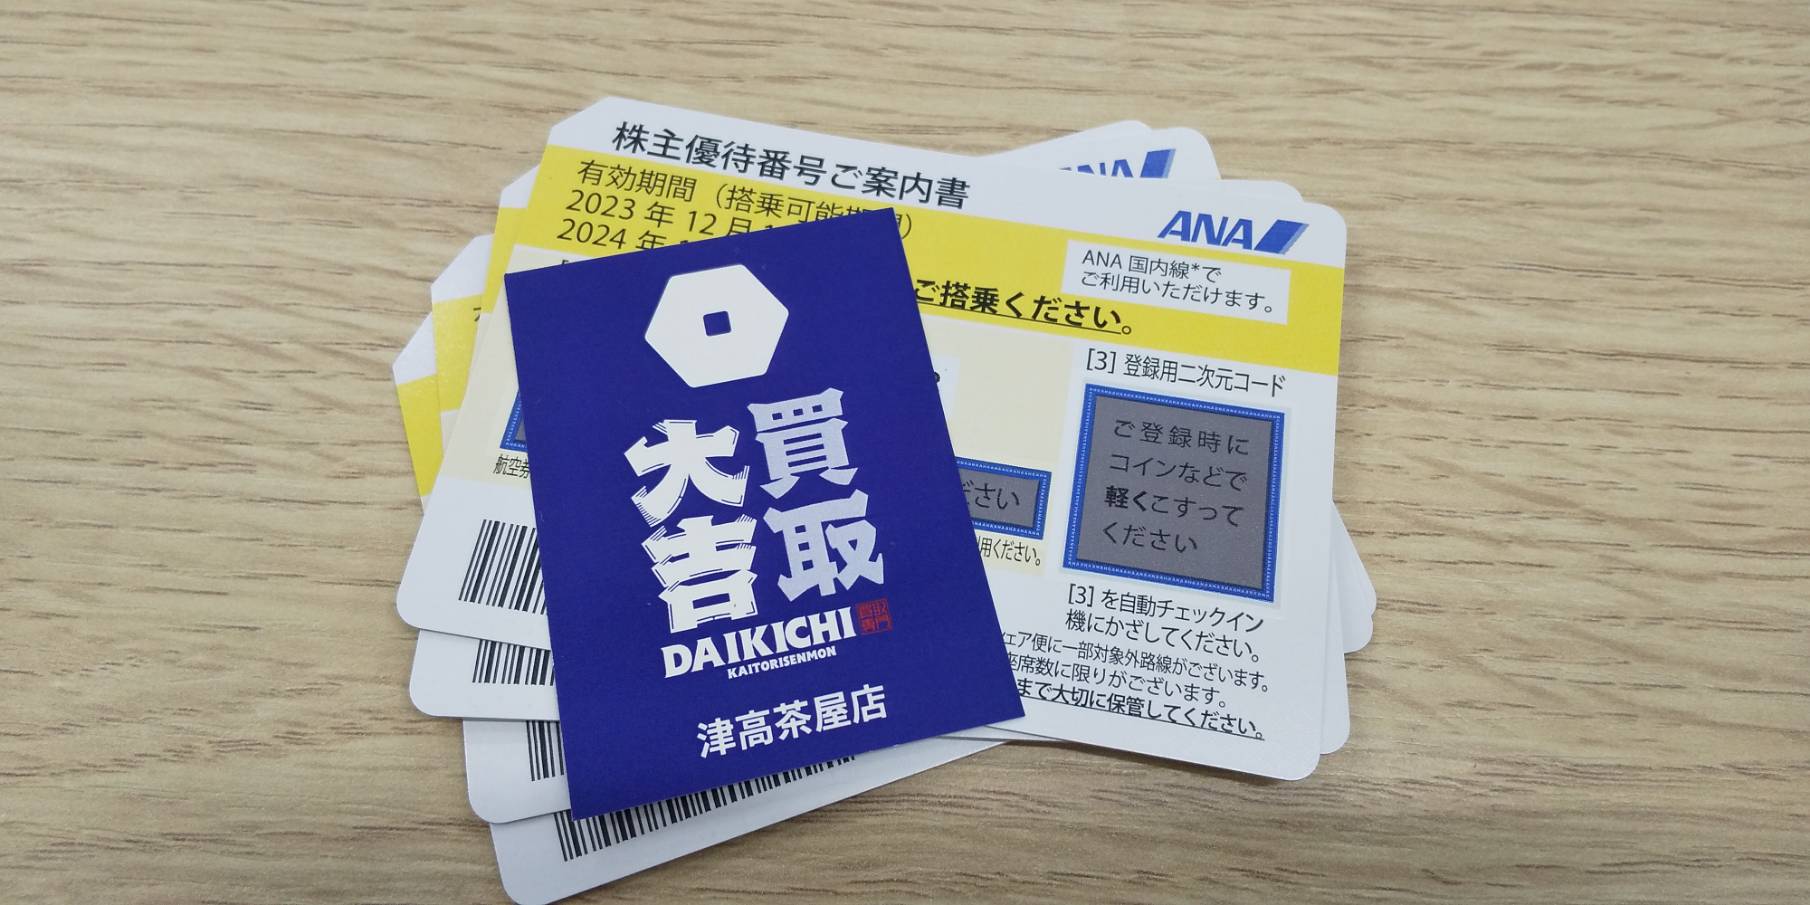 株主優待番号ご案内書
ANA
ANA
有効期間（搭乗可能期間）
2023 年 12 月
2024 年
ANA 国内線*で
ご利用いただけます。
ご搭乗ください。
[3] 登録用二次元コード
ご登録時に
コインなどで
軽くこすって
ください
ださい
航空券
用ください。
[3] を自動チェックイン
機にかざしてください。
ェア便に一部対象外路線がございます。
座席数に限りがございます。
まで大切に保管してください。
買取
大吉
DAIKICHI
買取
専門
KAITORISENMON
津高茶屋店